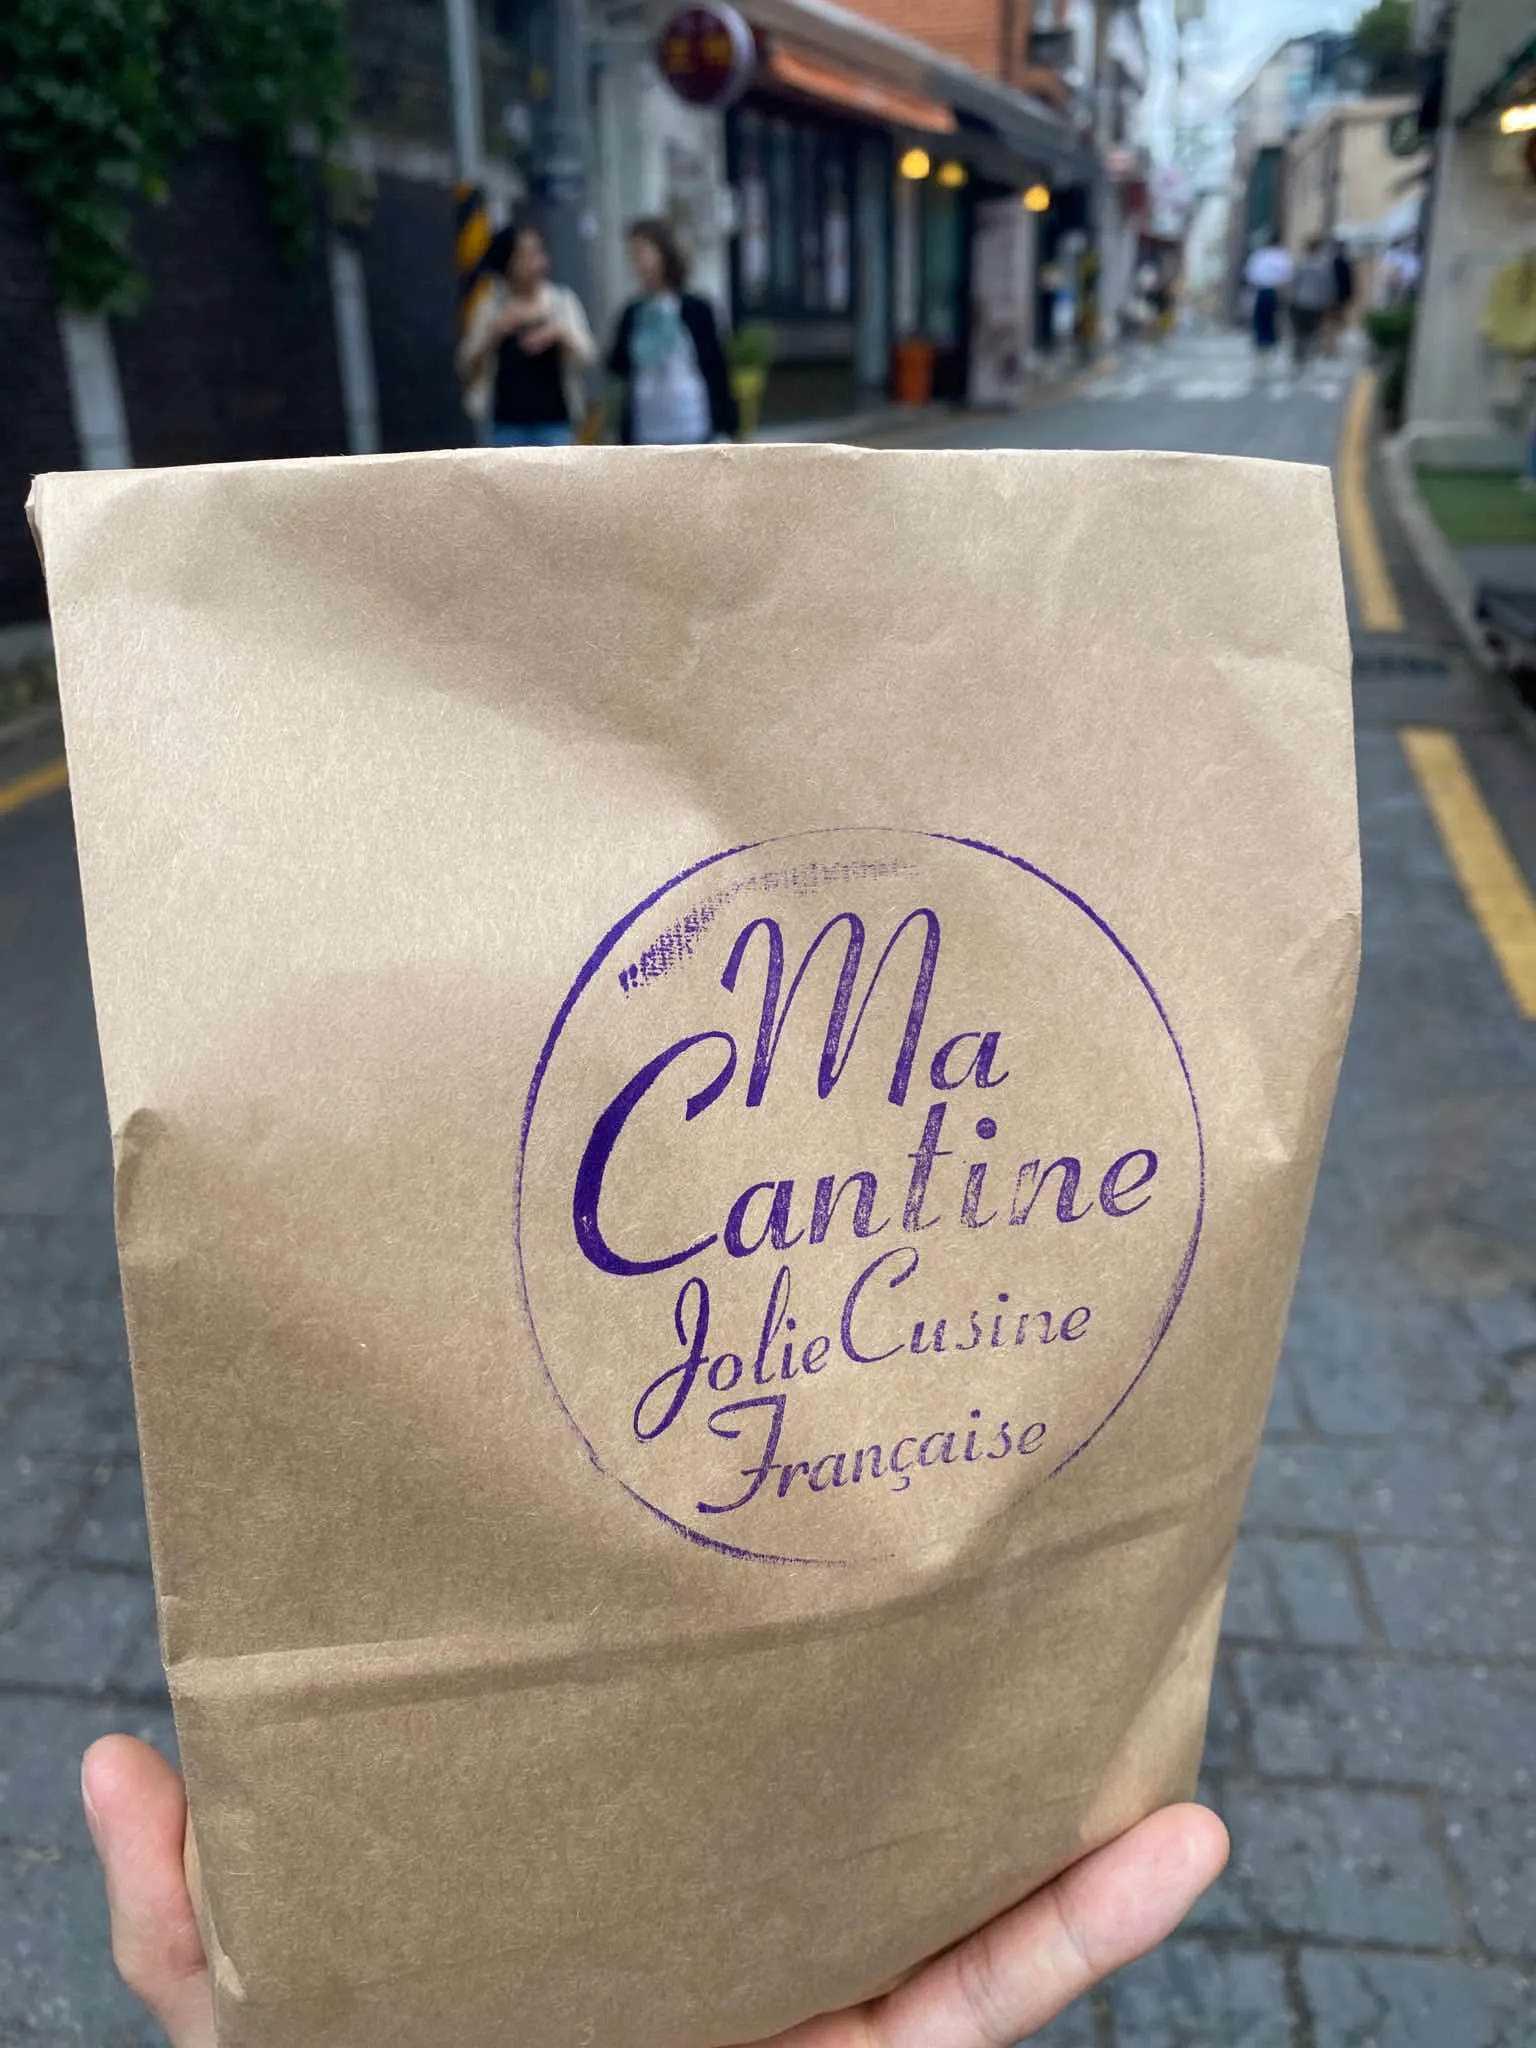 Ma
Cantine
Jolie Cusine
Française